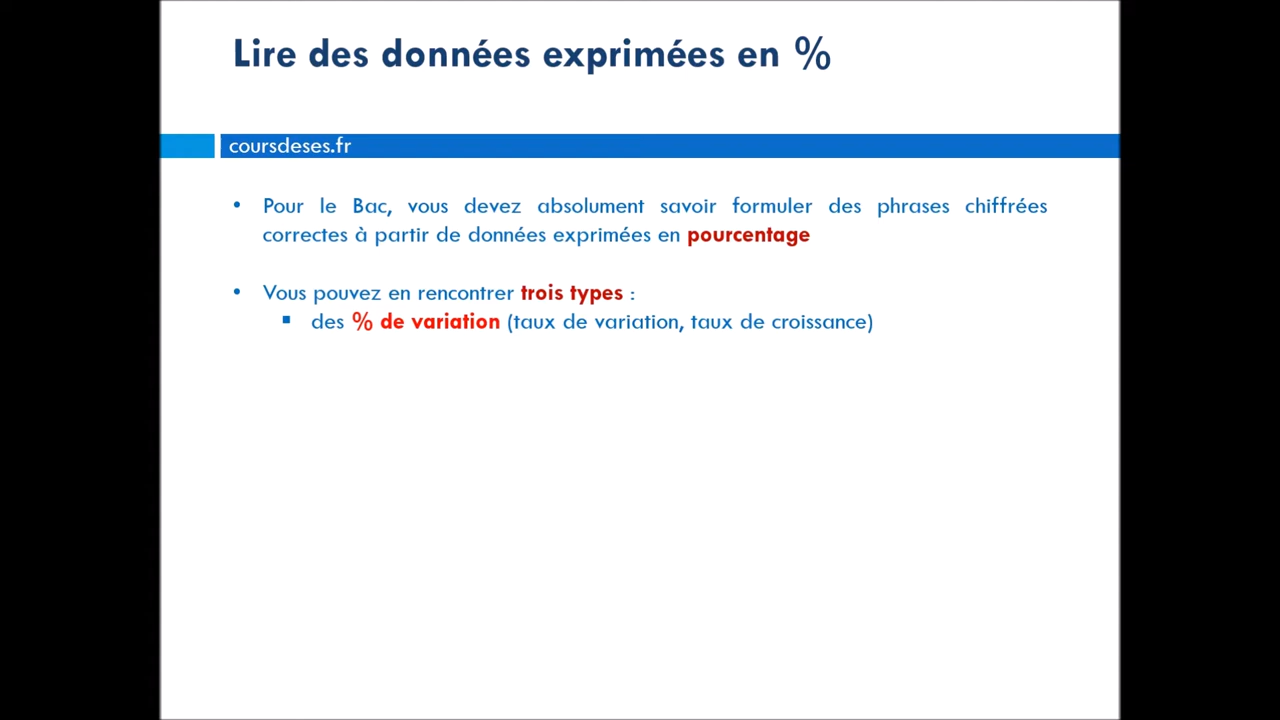 Lire des données exprimées en %
coursdeses.fr
• Pour le Bac, vous devez absolument savoir formuler des phrases chiffrées
correctes à partir de données exprimées en pourcentage
• Vous pouvez en rencontrer trois types :
▪ des % de variation (taux de variation, taux de croissance)